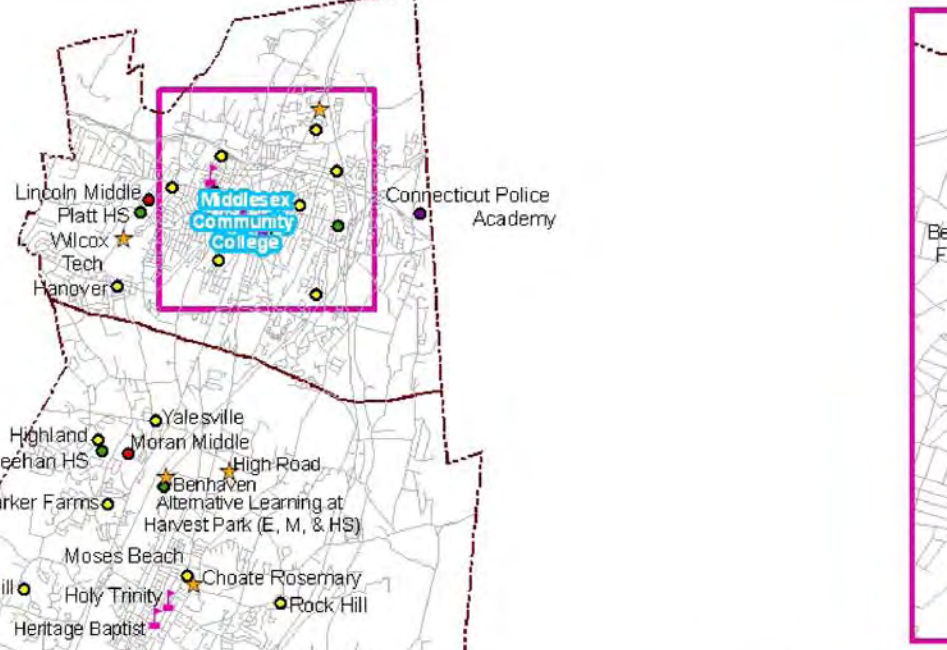 Lincoln Middle
Platt HS
Wilcox
Tech
Hanover
Middlesex
Community
College
Connecticut Police
Academy
Be
F
Yalesville
Highland
Moran Middle
eehan HS
High Road
Benhaven
arker Farms
Alternative Learning at
Harvest Park (E, M, & HS)
Moses Beach
Choate Rosemary
ill
Holy Trinity
Rock Hill
Heritage Baptist